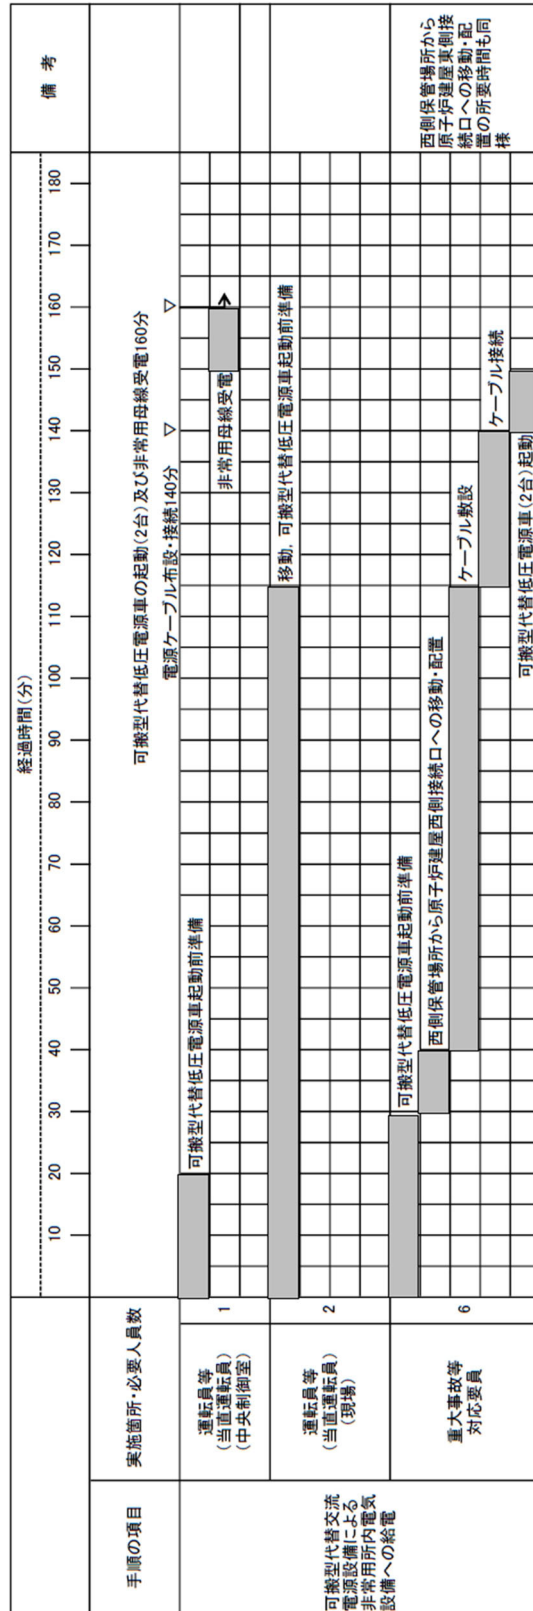 経過時間(分)
備　考
10 20 30 40 50 60 70 80 90 100 110 120 130 140 150 160 170 180
手順の項目
実施箇所・必要人員数
可搬型代替低圧電源車の起動(2台)及び非常用母線受電160分
電源ケーブル布設・接続140分
▽
▽
可搬型代替交流
電源設備による
非常用所内電気
設備への給電
運転員等
(当直運転員)
(中央制御室)
1
可搬型代替低圧電源車起動前準備
非常用母線受電
運転員等
(当直運転員)
(現場)
2
移動，可搬型代替低圧電源車起動前準備
重大事故等
対応要員
6
可搬型代替低圧電源車起動前準備
西側保管場所から原子炉建屋西側接続口への移動・配置
ケーブル敷設
ケーブル接続
可搬型代替低圧電源車(2台)起動
西側保管場所から
原子炉建屋東側接
続口への移動・配
置の所要時間も同
様